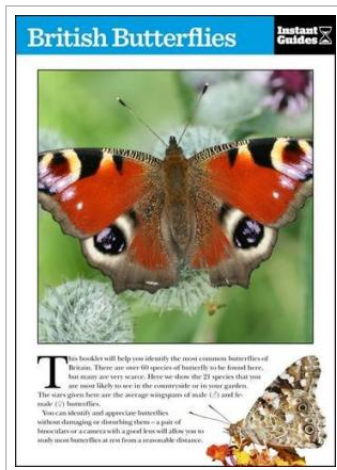 British Butterflies
Instant
Guides
This booklet will help you identify the most common butterflies of
Britain. There are over 60 species of butterfly to be found here,
but many are very scarce. Here we show the 21 species that you
are most likely to see in the countryside or in your garden.
The sizes given here are the average wingspans of male (♂) and fe-
male (♀) butterflies.
You can identify and appreciate butterflies
without damaging or disturbing them – a pair of
binoculars or a camera with a good lens will allow you to
study most butterflies at rest from a reasonable distance.